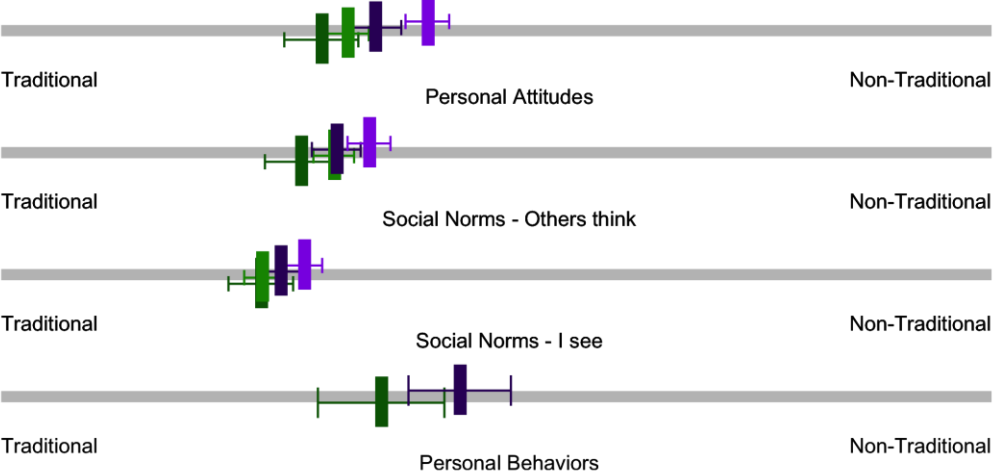 Traditional
Non-Traditional
Personal Attitudes
Traditional
Non-Traditional
Social Norms - Others think
Traditional
Non-Traditional
Social Norms - I see
Traditional
Non-Traditional
Personal Behaviors